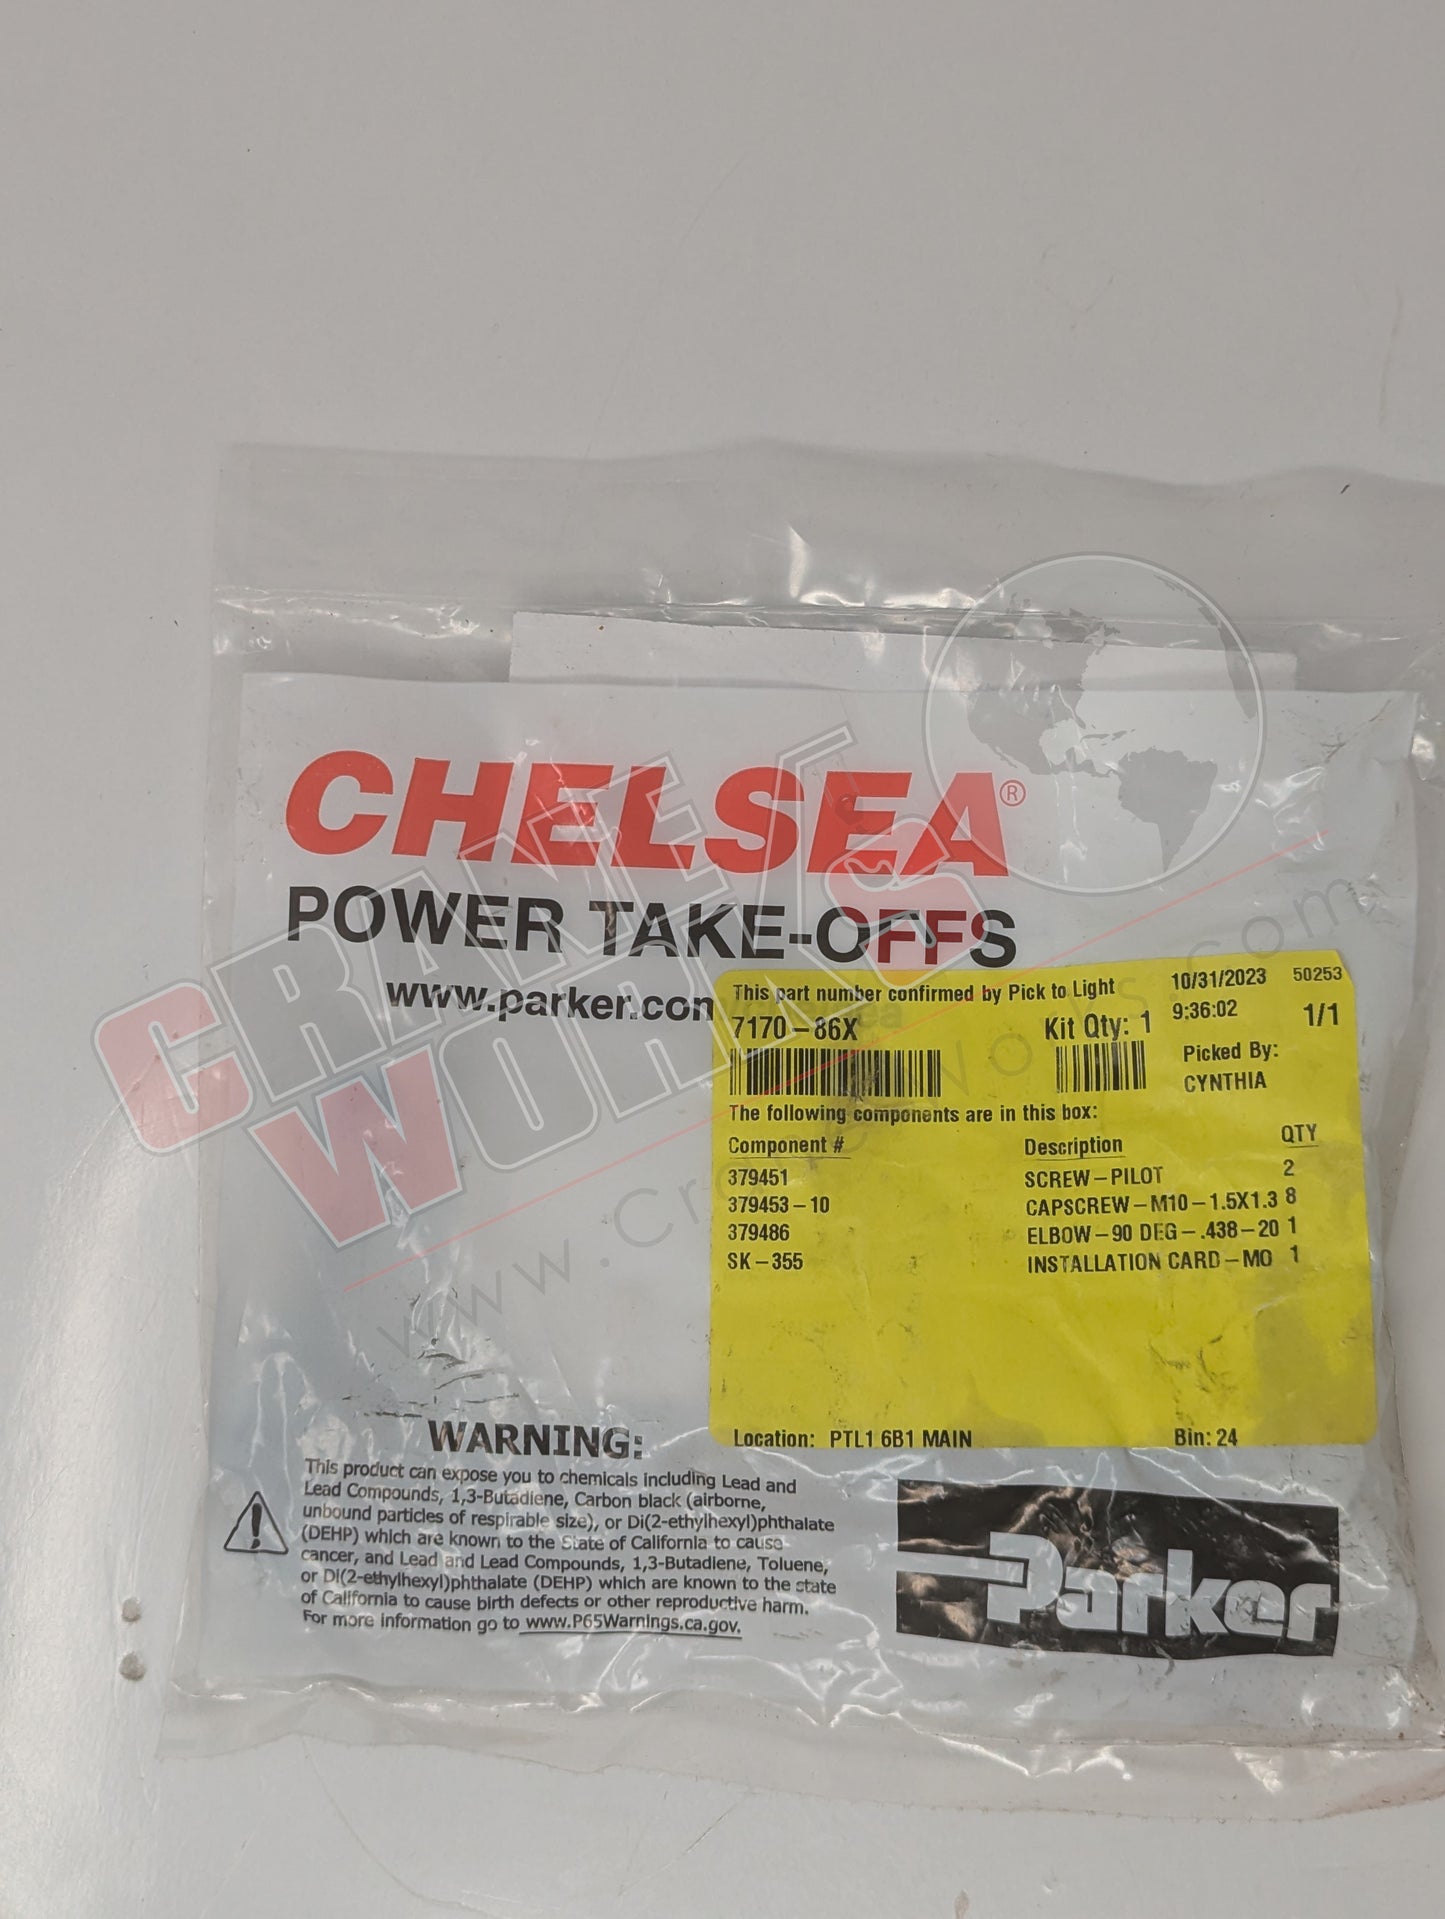 CHELSEA®
POWER TAKE-OFFS
www.parker.con
This part number confirmed by Pick to Light
10/31/2023 50253
7170-86X
Kit Qty: 1
9:36:02
1/1
Picked By:
CYNTHIA
The following components are in this box:
Component # Description QTY
379451 SCREW-PILOT 2
379453-10 CAPSCREW-M10-1.5X1.3 8
379486 ELBOW-90 DEG-.438-20 1
SK-355 INSTALLATION CARD-MO 1
Location: PTL1 6B1 MAIN Bin: 24
WARNING:
This product can expose you to chemicals including Lead and
Lead Compounds, 1,3-Butadiene, Carbon black (airborne,
unbound particles of respirable size), or Di(2-ethylhexyl)phthalate
(DEHP) which are known to the State of California to cause
cancer, and Lead and Lead Compounds, 1,3-Butadiene, Toluene,
or Di(2-ethylhexyl)phthalate (DEHP) which are known to the state
of California to cause birth defects or other reproductive harm.
For more information go to www.P65Warnings.ca.gov.
Parker
CRANE
WORKS
www.CraneWorks.com